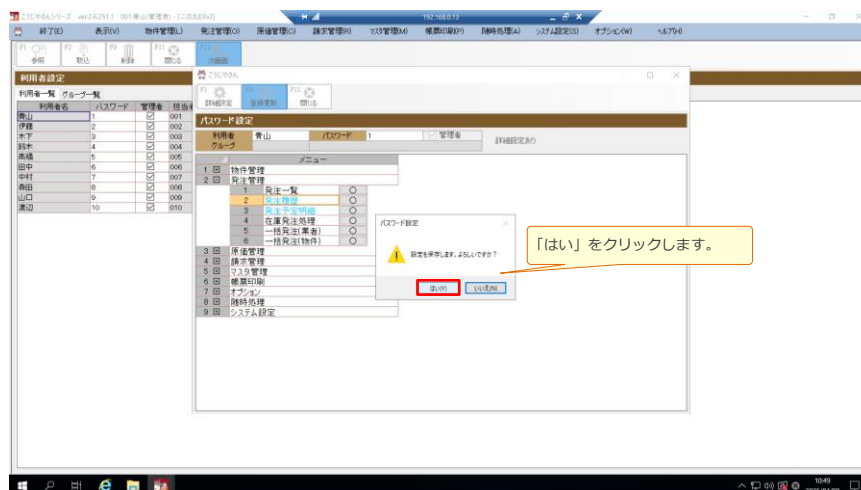 こうじやさんシリーズ ver2.6251.1 001:青山(管理者)
192.168.0.13
終了(E) 表示(V) 物件管理(L) 発注管理(O) 原価管理(C) 請求管理(R) マスタ管理(M) 帳票印刷(P) 随時処理(A) システム設定(S) オプション(W) ヘルプ(H)
F1 F2 F9 F11 F12
参照 取込 削除 閉じる 次画面
利用者設定
利用者一覧 グループ一覧
利用者名 パスワード 管理者 担当者
青山 1 001
伊藤 2 002
木下 3 003
鈴木 4 004
高橋 5 005
田中 6 006
中村 7 007
森田 8 008
山口 9 009
渡辺 10 010
こうじやさん
F1 F11
詳細設定 登録更新 閉じる
パスワード設定
利用者 青山 パスワード 1 管理者
グループ
詳細設定あり
メニュー
1 物件管理
2 発注管理
1 発注一覧 ○
2 発注履歴
3 発注予定明細 ○
4 在庫発注処理 ○
5 一括発注(業者) ○
6 一括発注(物件) ○
3 原価管理
4 請求管理
5 マスタ管理
6 帳票印刷
7 オプション
8 随時処理
9 システム設定
パスワード設定
設定を保存します。よろしいですか?
はい(Y) いいえ(N)
「はい」をクリックします。
10:49